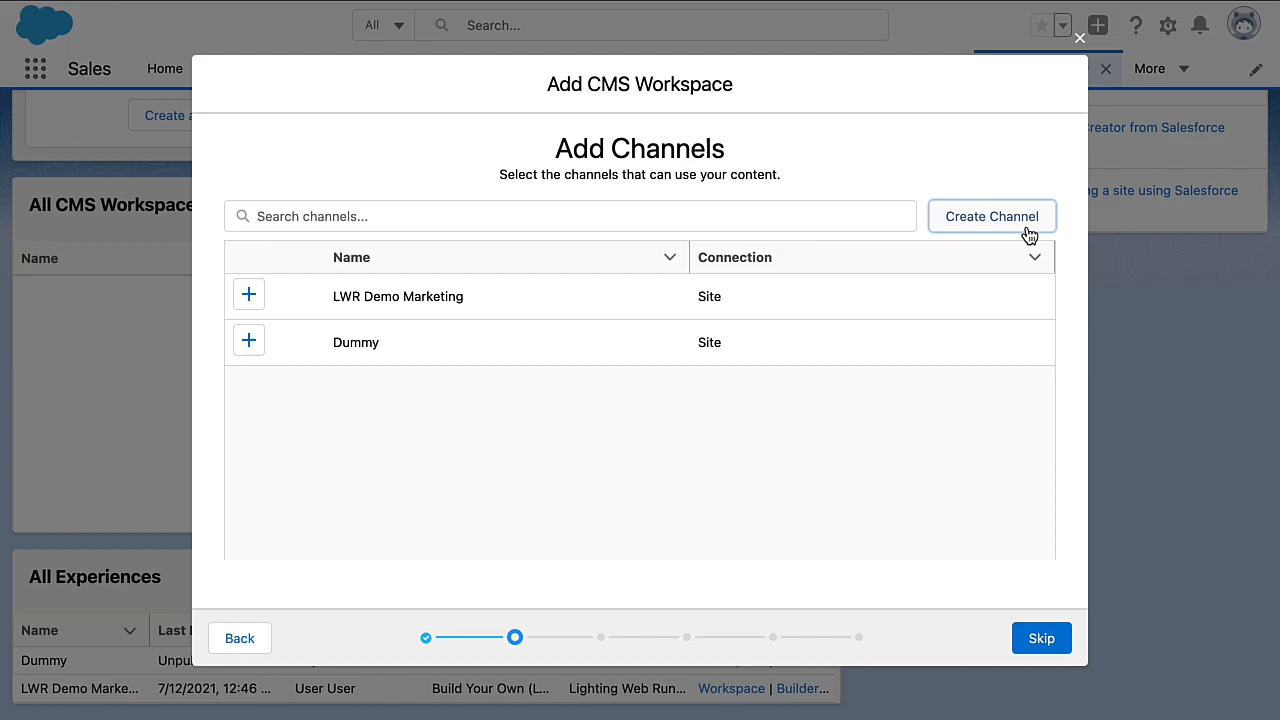 All
Search...
Sales
Home
More
Create a
reator from Salesforce
g a site using Salesforce
All CMS Workspace
Name
Add CMS Workspace
Add Channels
Select the channels that can use your content.
Search channels...
Create Channel
Name
Connection
LWR Demo Marketing
Site
Dummy
Site
Back
Skip
All Experiences
Name
Last
Dummy
Unpu
LWR Demo Marke...
7/12/2021, 12:46 ...
User User
Build Your Own (L...
Lighting Web Run...
Workspace | Builder...